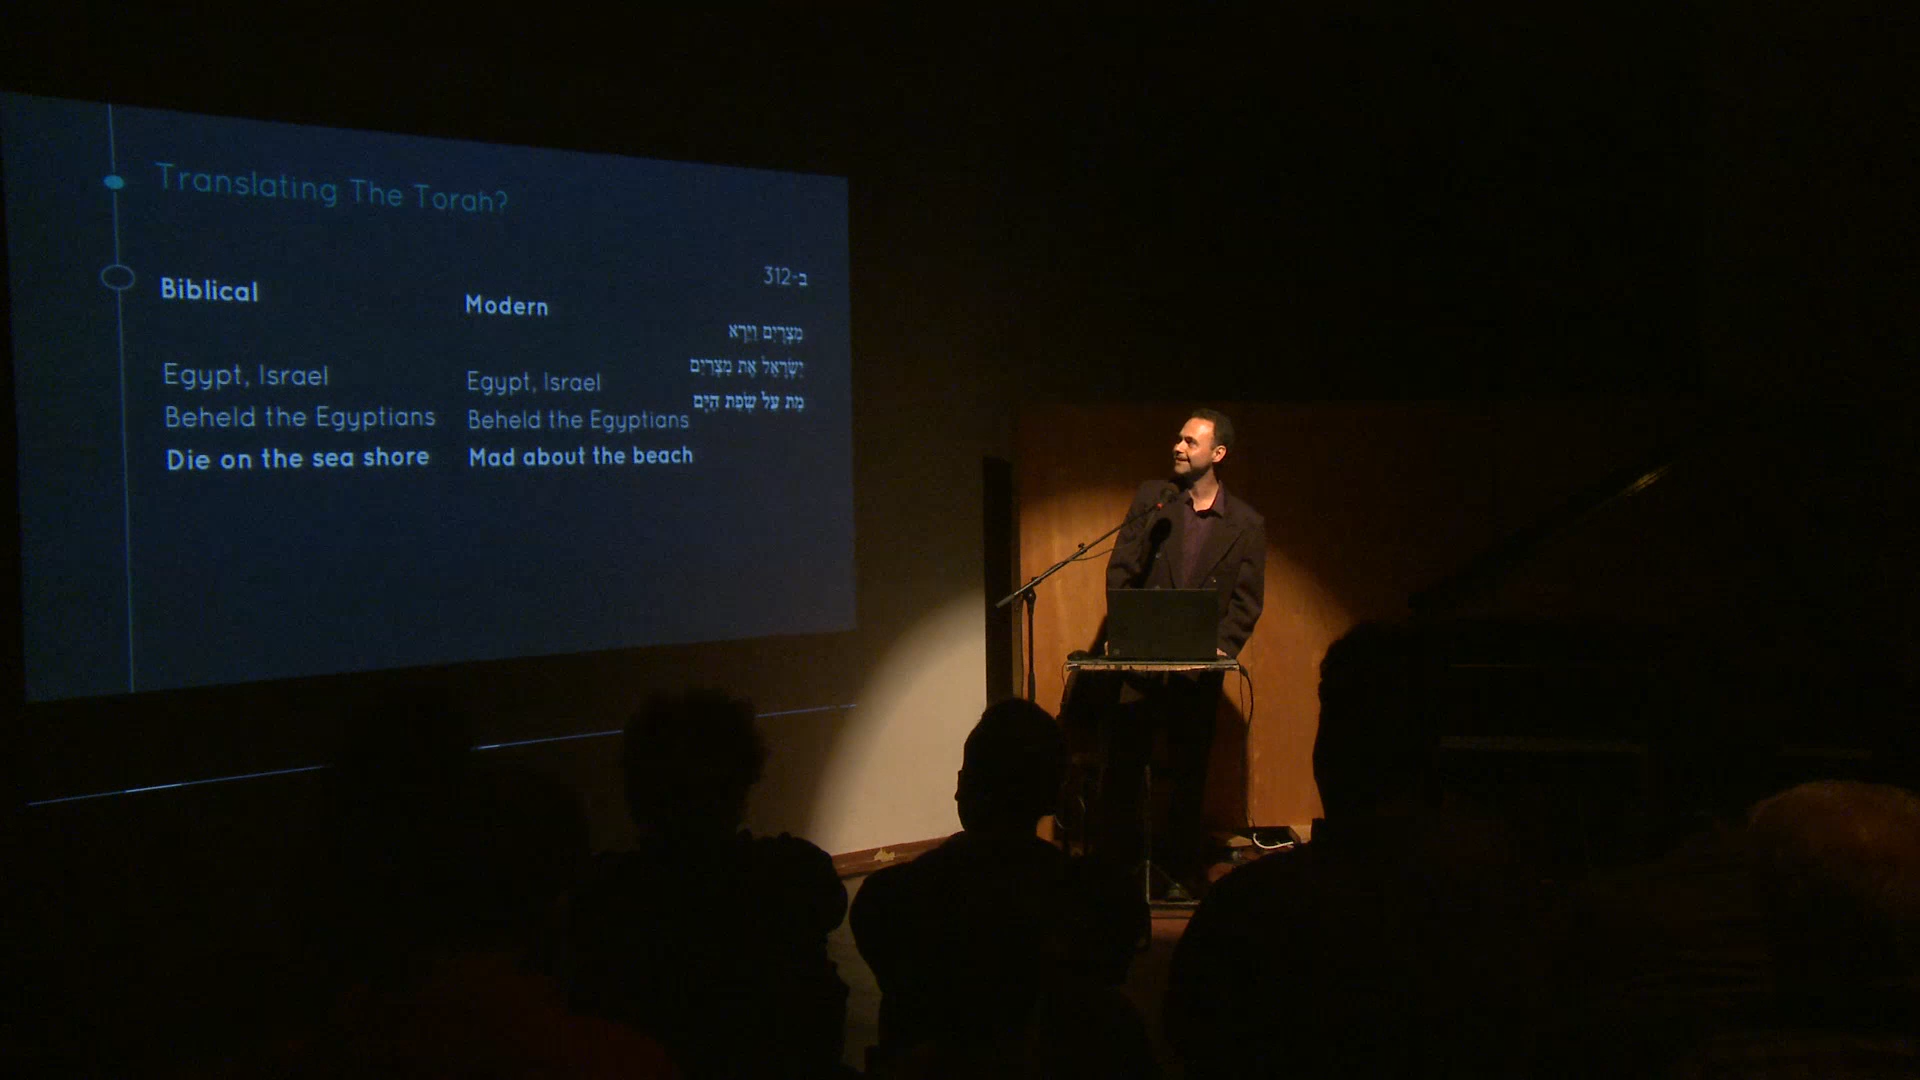 Translating The Torah?
Biblical
Egypt, Israel
Beheld the Egyptians
Die on the sea shore
Modern
Egypt, Israel
Beheld the Egyptians
Mad about the beach
ב-312
מִצְרָיִם וַיַּרְא
יִשְׂרָאֵל אֶת מִצְרַיִם
מֵת עַל שְׂפַת הַיָּם